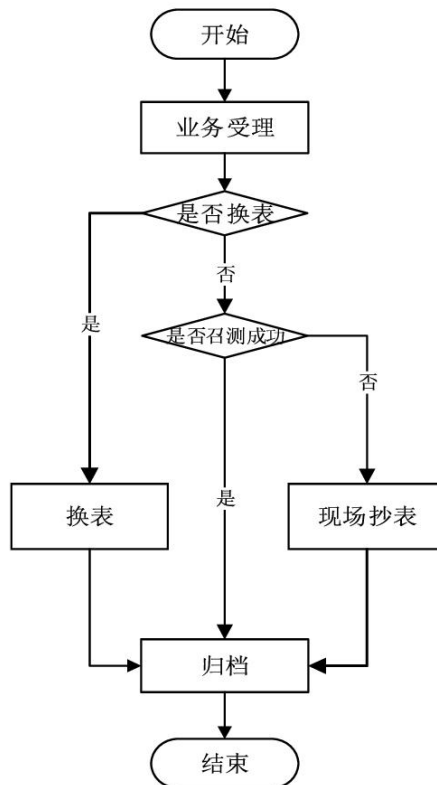 开始
业务受理
是否换表
否
是
是否召测成功
否
是
换表
现场抄表
归档
结束